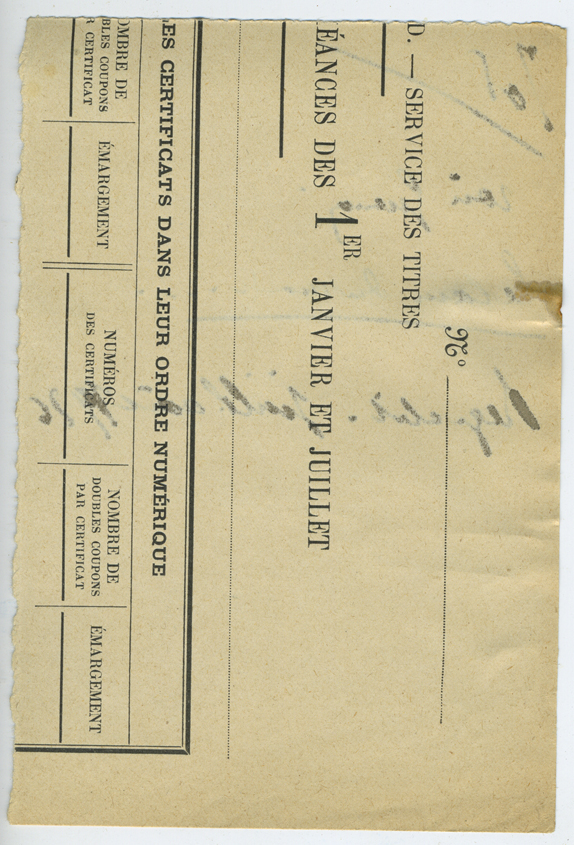 D. — SERVICE DES TITRES
N°
ÉANCES DES 1ER JANVIER ET JUILLET
ES CERTIFICATS DANS LEUR ORDRE NUMÉRIQUE
OMBRE DE
BLES COUPONS
R CERTIFICAT
ÉMARGEMENT
NUMÉROS
DES CERTIFICATS
NOMBRE DE
DOUBLES COUPONS
PAR CERTIFICAT
ÉMARGEMENT